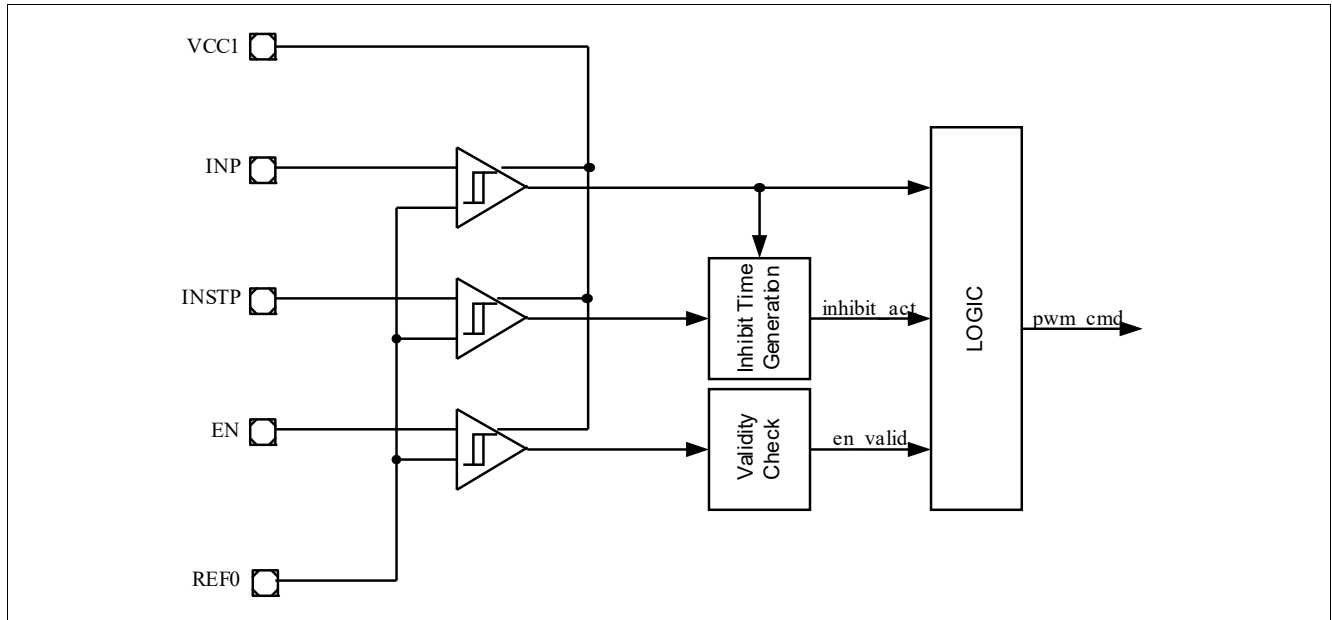 VCC1
INP
INSTP
Inhibit Time
Generation
inhibit_act
LOGIC
pwm_cmd
EN
Validity
Check
en_valid
REF0